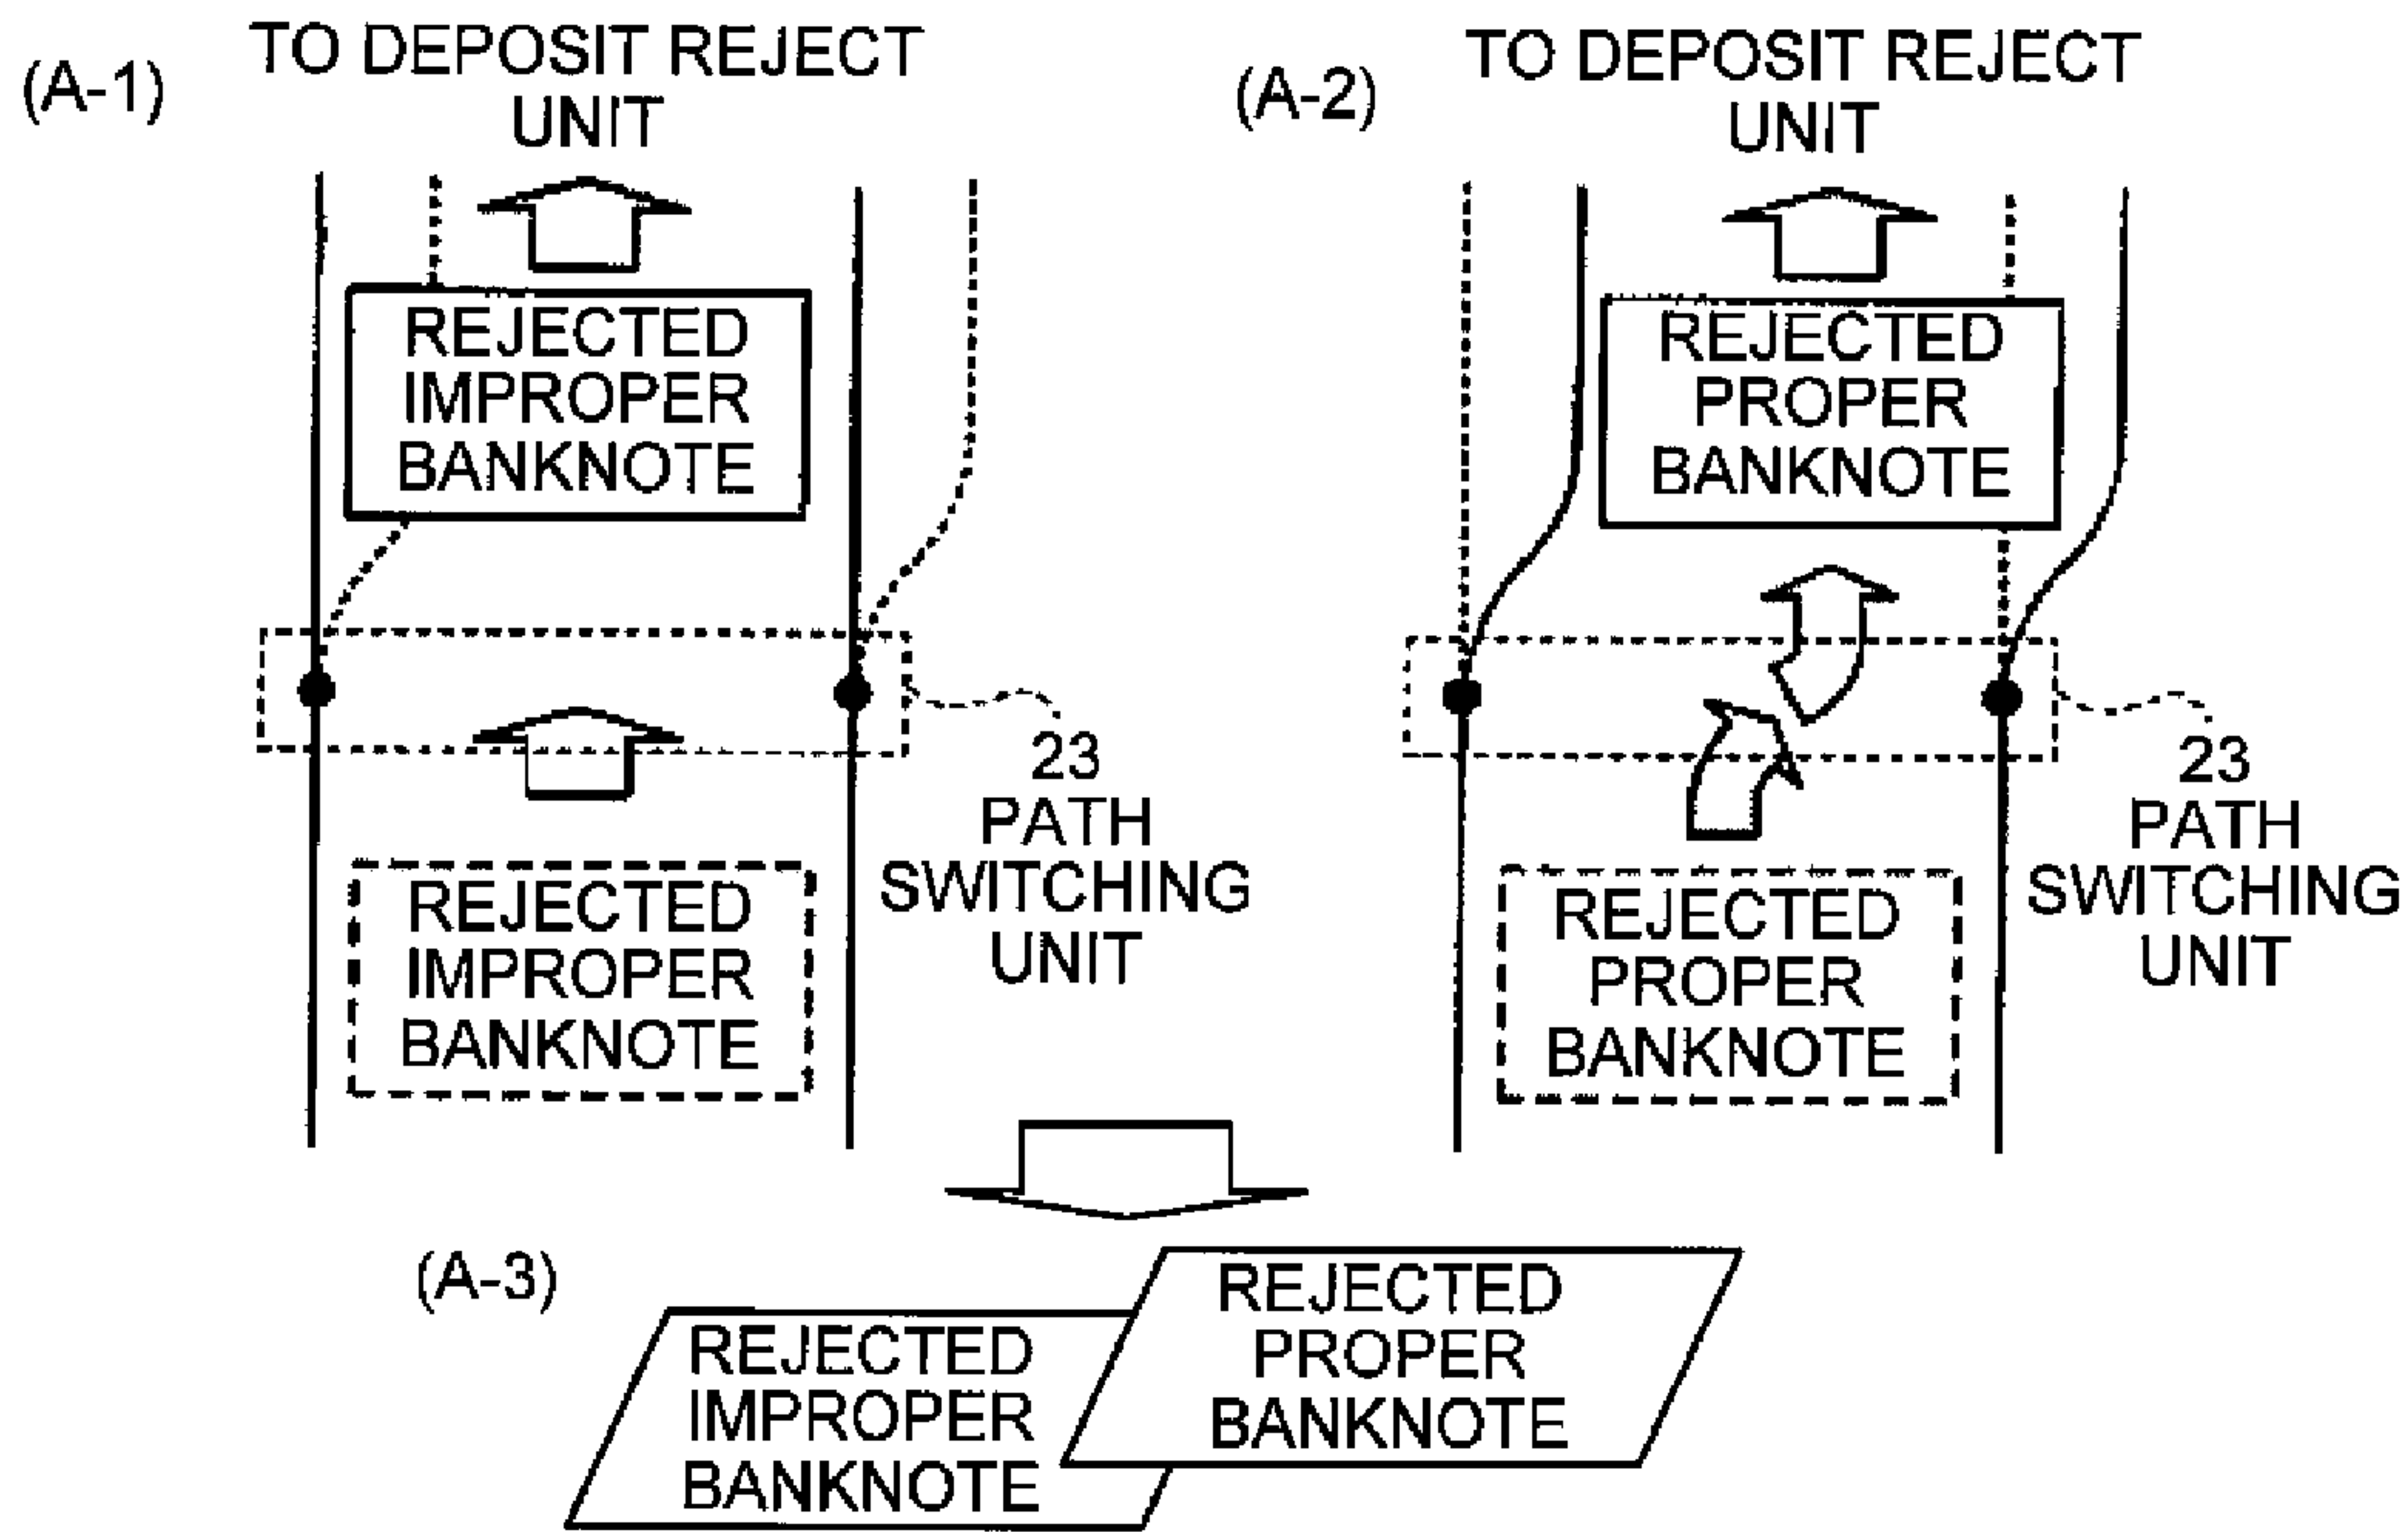 (A-1)
TO DEPOSIT REJECT
UNIT
REJECTED
IMPROPER
BANKNOTE
23
PATH
SWITCHING
UNIT
REJECTED
IMPROPER
BANKNOTE
(A-2)
TO DEPOSIT REJECT
UNIT
REJECTED
PROPER
BANKNOTE
23
PATH
SWITCHING
UNIT
REJECTED
PROPER
BANKNOTE
(A-3)
REJECTED
IMPROPER
BANKNOTE
REJECTED
PROPER
BANKNOTE